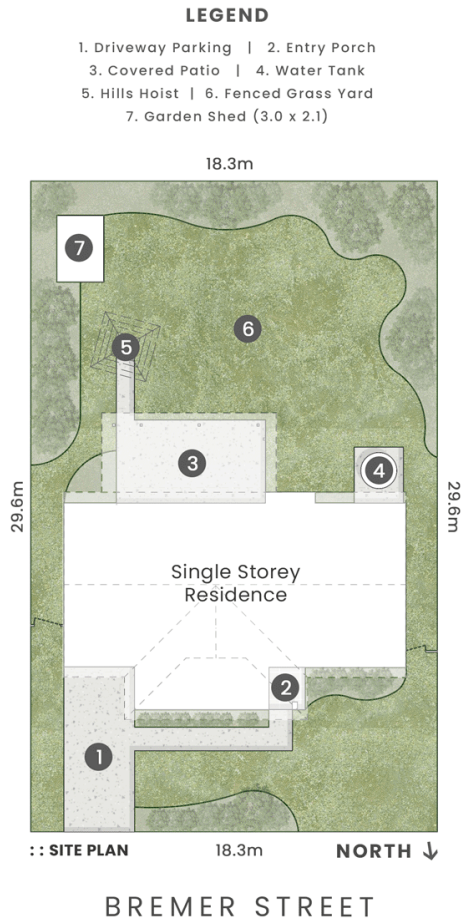 LEGEND
1. Driveway Parking | 2. Entry Porch
3. Covered Patio | 4. Water Tank
5. Hills Hoist | 6. Fenced Grass Yard
7. Garden Shed (3.0 x 2.1)
18.3m
7
6
5
3
4
29.6m
29.6m
Single Storey
Residence
2
1
: : SITE PLAN
18.3m
NORTH
BREMER STREET